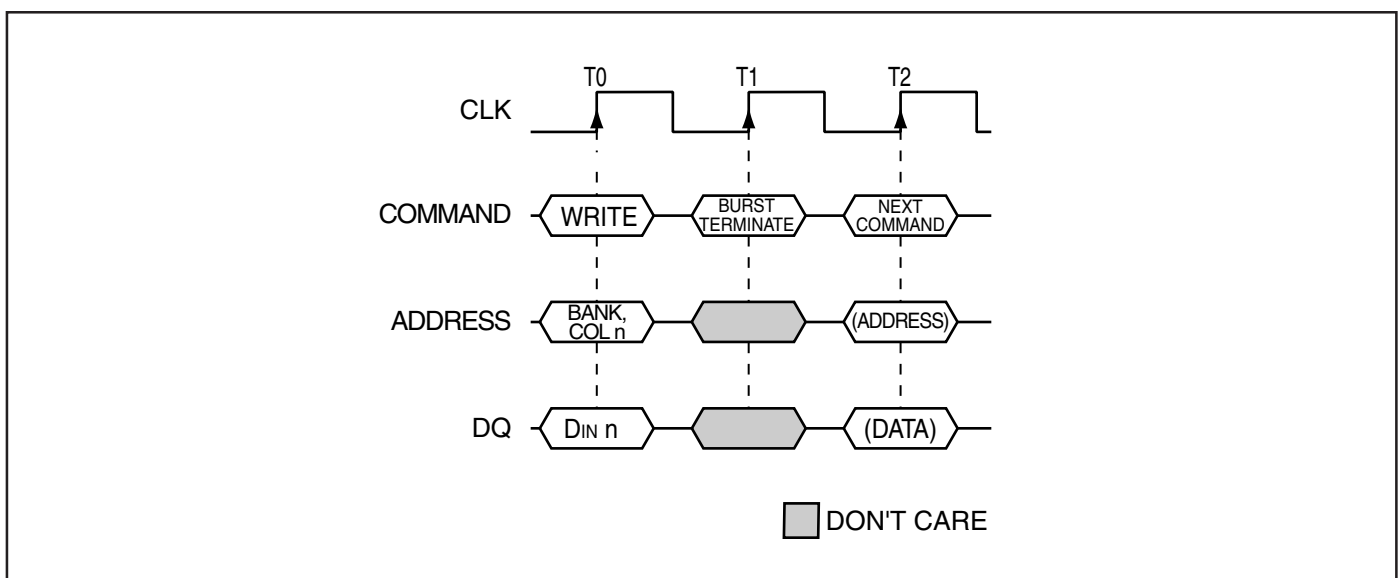 T0 T1 T2
CLK
COMMAND WRITE BURST TERMINATE NEXT COMMAND
ADDRESS BANK, COL n (ADDRESS)
DQ DIN n (DATA)
DON'T CARE